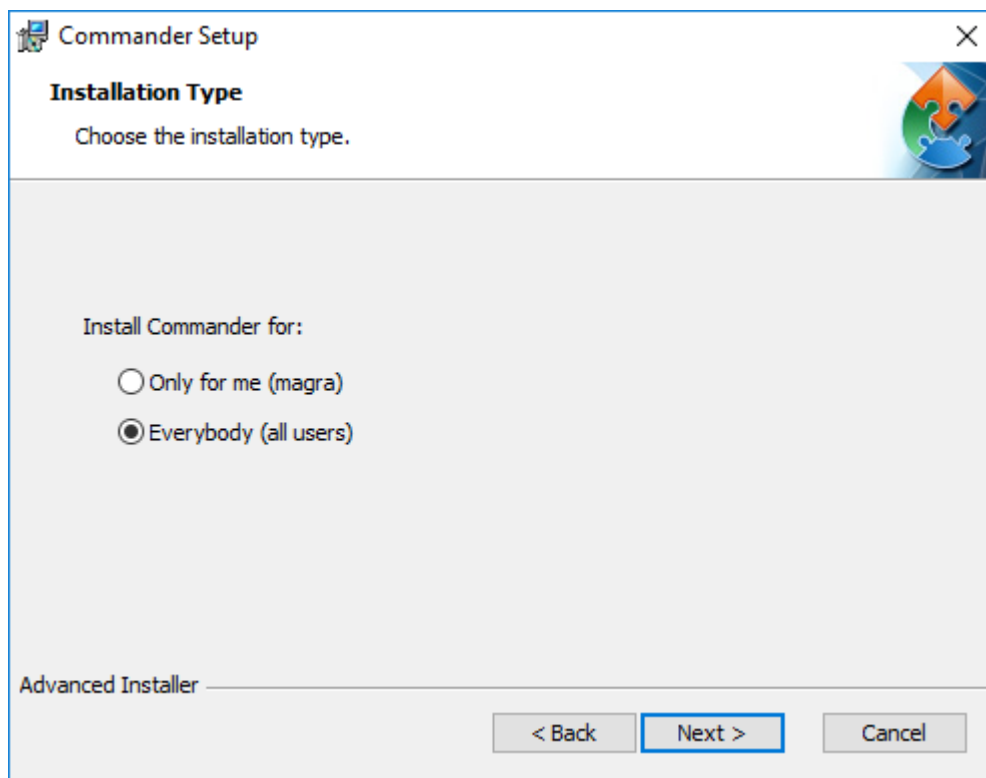 Commander Setup
Installation Type
Choose the installation type.
Install Commander for:
Only for me (magra)
Everybody (all users)
Advanced Installer
< Back
Next >
Cancel